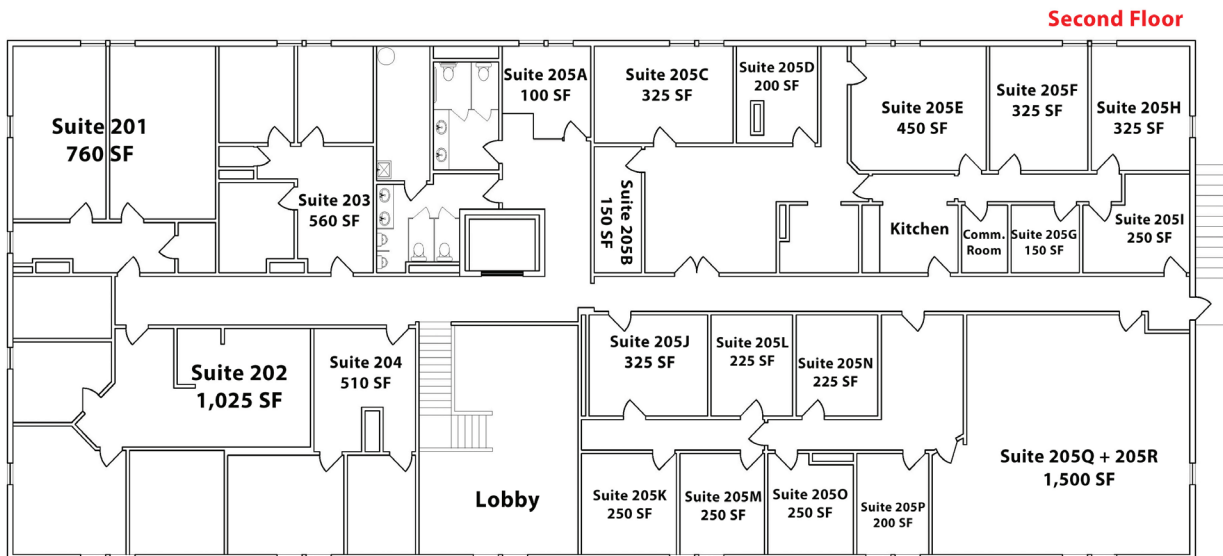 Second Floor
Suite 201
760 SF
Suite 203
560 SF
Suite 205A
100 SF
Suite 205C
325 SF
Suite 205D
200 SF
Suite 205E
450 SF
Suite 205F
325 SF
Suite 205H
325 SF
Suite 205B
150 SF
Kitchen
Comm.
Room
Suite 205G
150 SF
Suite 205I
250 SF
Suite 202
1,025 SF
Suite 204
510 SF
Suite 205J
325 SF
Suite 205L
225 SF
Suite 205N
225 SF
Lobby
Suite 205K
250 SF
Suite 205M
250 SF
Suite 205O
250 SF
Suite 205P
200 SF
Suite 205Q + 205R
1,500 SF